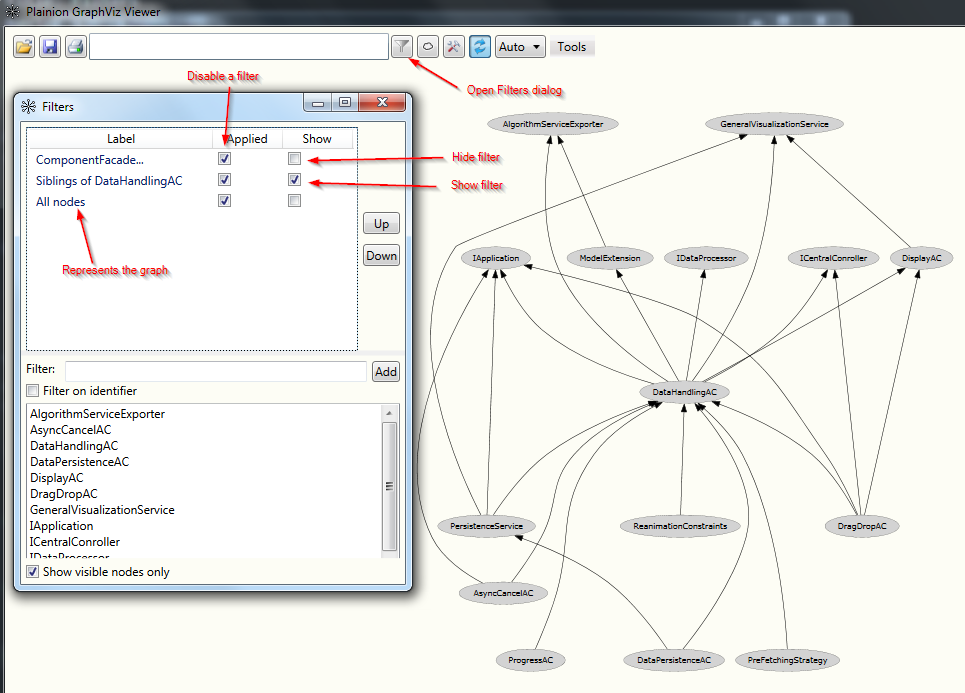 Plainion GraphViz Viewer
Auto
Tools
Disable a filter
Open Filters dialog
Filters
Label
Applied
Show
ComponentFacade...
Hide filter
Siblings of DataHandlingAC
Show filter
All nodes
Up
Down
Represents the graph
Filter:
Add
Filter on identifier
AlgorithmServiceExporter
AsyncCancelAC
DataHandlingAC
DataPersistenceAC
DisplayAC
DragDropAC
GeneralVisualizationService
IApplication
ICentralConroller
IDataProcessor
Show visible nodes only
AlgorithmServiceExporter
GeneralVisualizationService
IApplication
ModelExtension
IDataProcessor
ICentralConroller
DisplayAC
DataHandlingAC
PersistenceService
ReanimationConstraints
DragDropAC
AsyncCancelAC
ProgressAC
DataPersistenceAC
PreFetchingStrategy